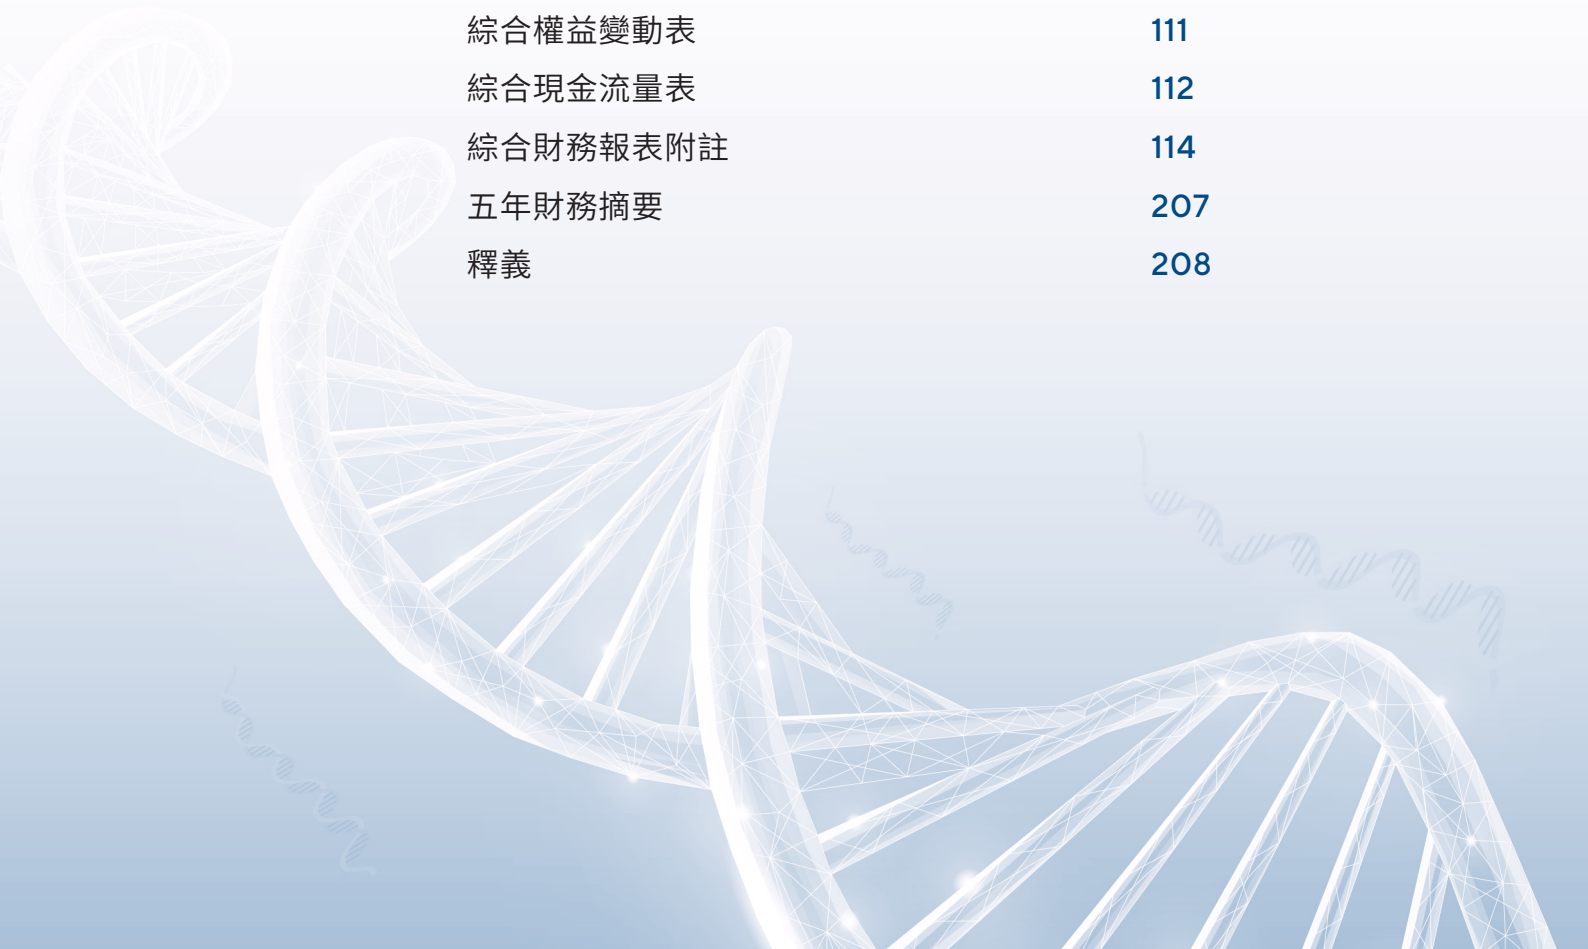 綜合權益變動表 111
綜合現金流量表 112
綜合財務報表附註 114
五年財務摘要 207
釋義 208